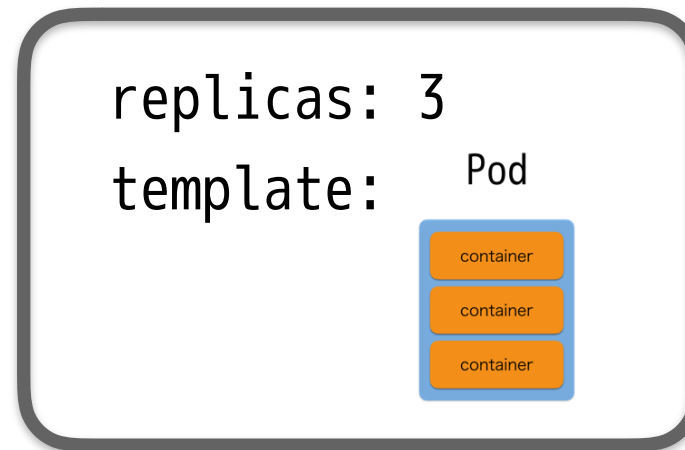 replicas: 3
template:
Pod
container
container
container